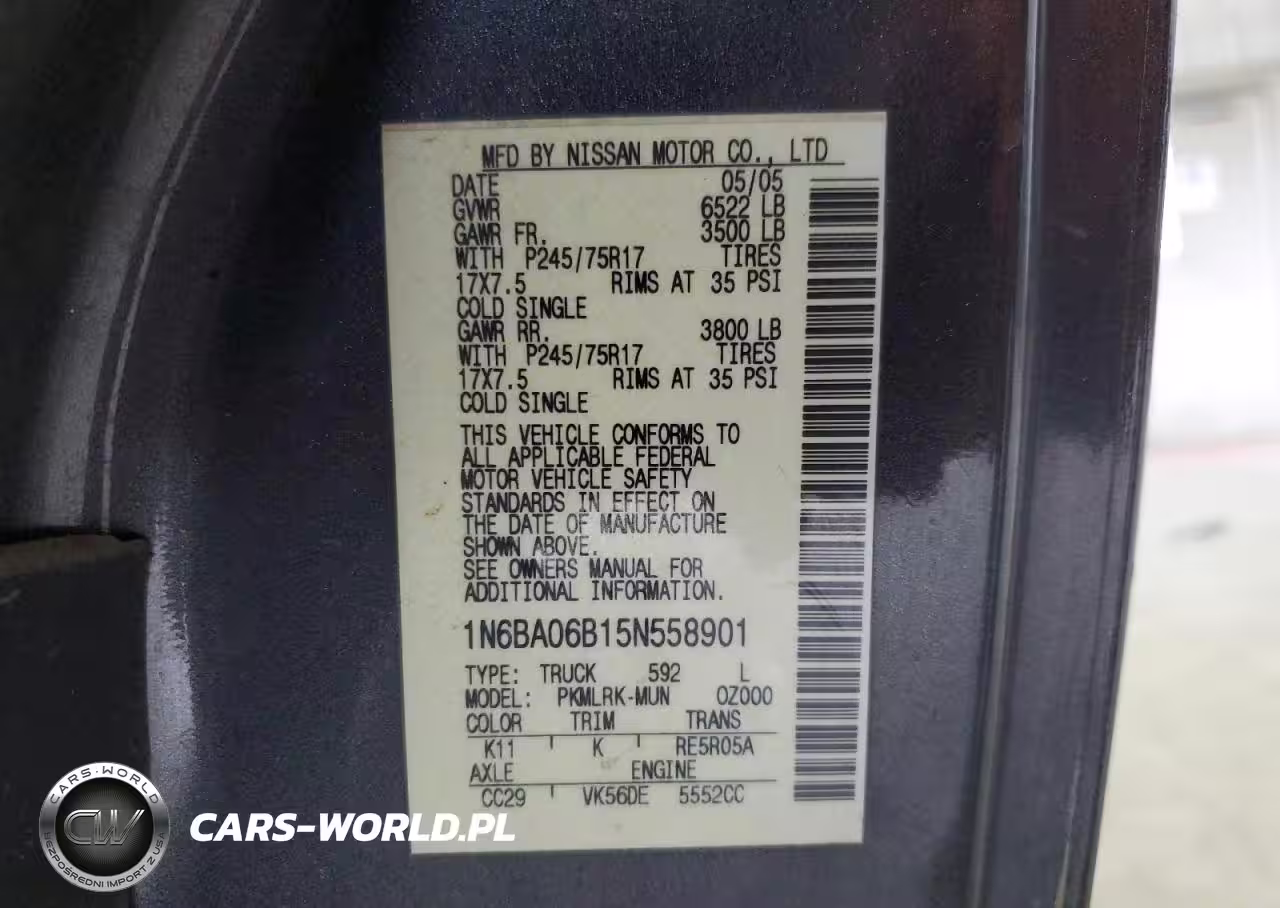 MFD BY NISSAN MOTOR CO., LTD
DATE 05/05
GVWR 6522 LB
GAWR FR. 3500 LB
WITH P245/75R17 TIRES
17X7.5 RIMS AT 35 PSI
COLD SINGLE
GAWR RR. 3800 LB
WITH P245/75R17 TIRES
17X7.5 RIMS AT 35 PSI
COLD SINGLE
THIS VEHICLE CONFORMS TO
ALL APPLICABLE FEDERAL
MOTOR VEHICLE SAFETY
STANDARDS IN EFFECT ON
THE DATE OF MANUFACTURE
SHOWN ABOVE.
SEE OWNERS MANUAL FOR
ADDITIONAL INFORMATION.
1N6BA06B15N558901
TYPE: TRUCK 592 L
MODEL: PKMLRK-MUN 0Z000
COLOR TRIM TRANS
K11 K RE5R05A
AXLE ENGINE
CC29 VK56DE 5552CC
CARS-WORLD
CW
BEZPOŚREDNI IMPORT Z USA
CARS-WORLD.PL